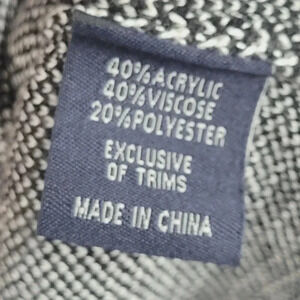 40% ACRYLIC
40% VISCOSE
20% POLYESTER
EXCLUSIVE
OF TRIMS
MADE IN CHINA